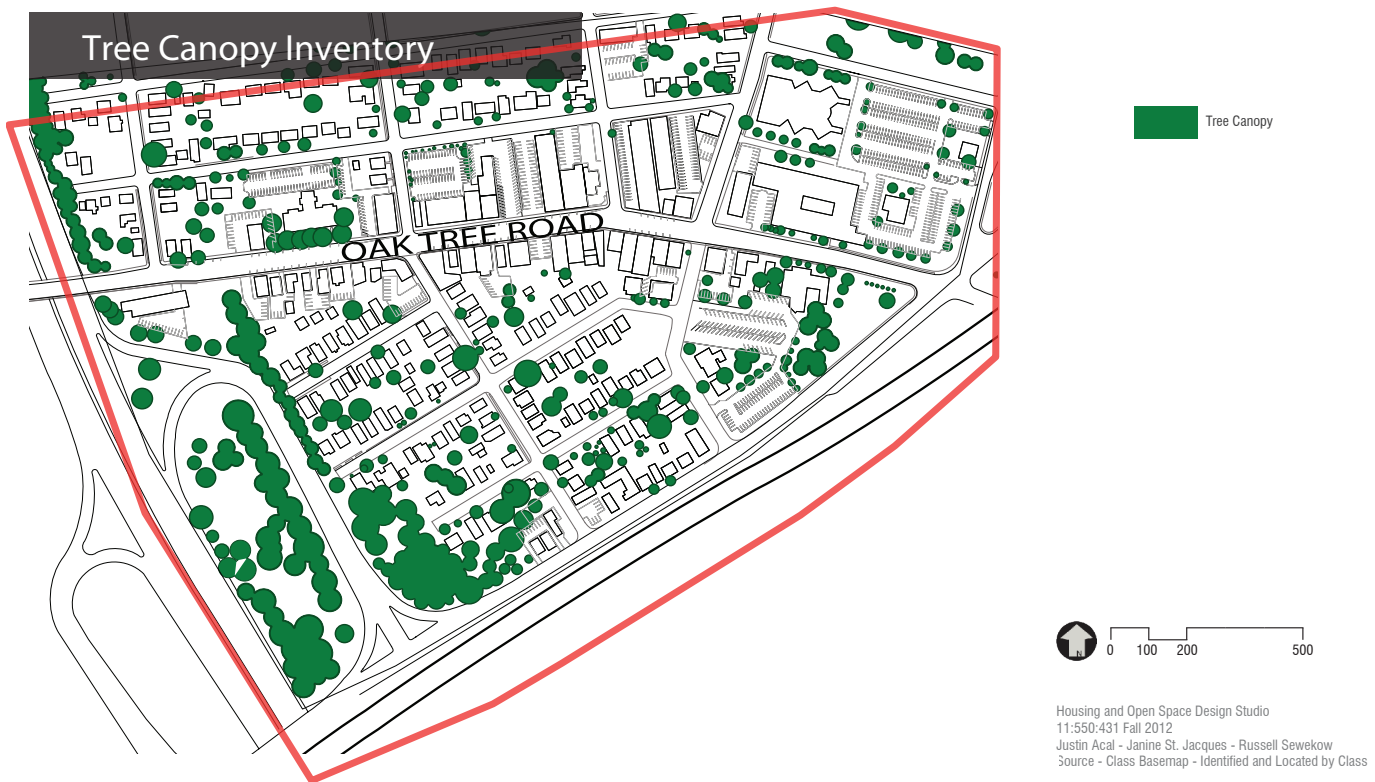 Tree Canopy Inventory
OAK TREE ROAD
Tree Canopy
N
0 100 200 500
Housing and Open Space Design Studio
11:550:431 Fall 2012
Justin Acal - Janine St. Jacques - Russell Sewekow
Source - Class Basemap - Identified and Located by Class